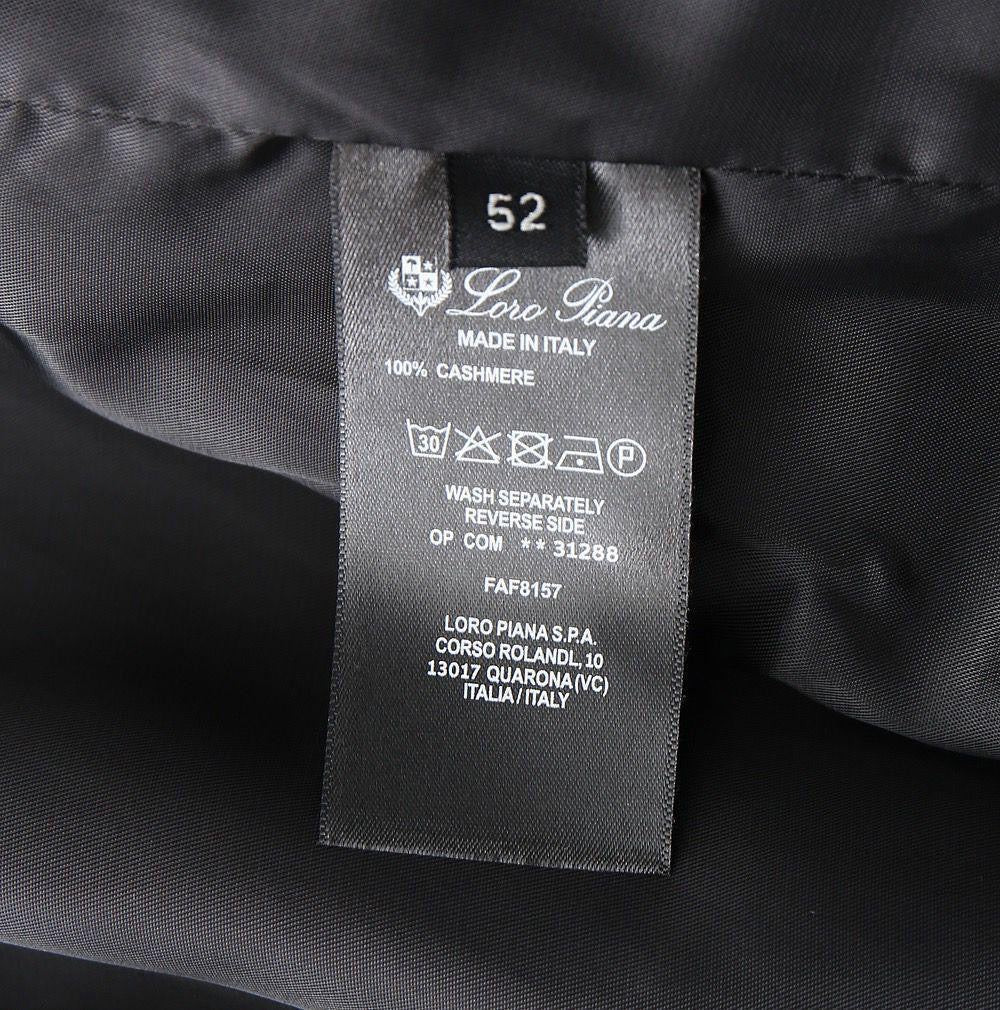 52
Loro Piana
MADE IN ITALY
100% CASHMERE
30 P
WASH SEPARATELY
REVERSE SIDE
OP COM ** 31288
FAF8157
LORO PIANA S.P.A.
CORSO ROLANDL, 10
13017 QUARONA (VC)
ITALIA / ITALY